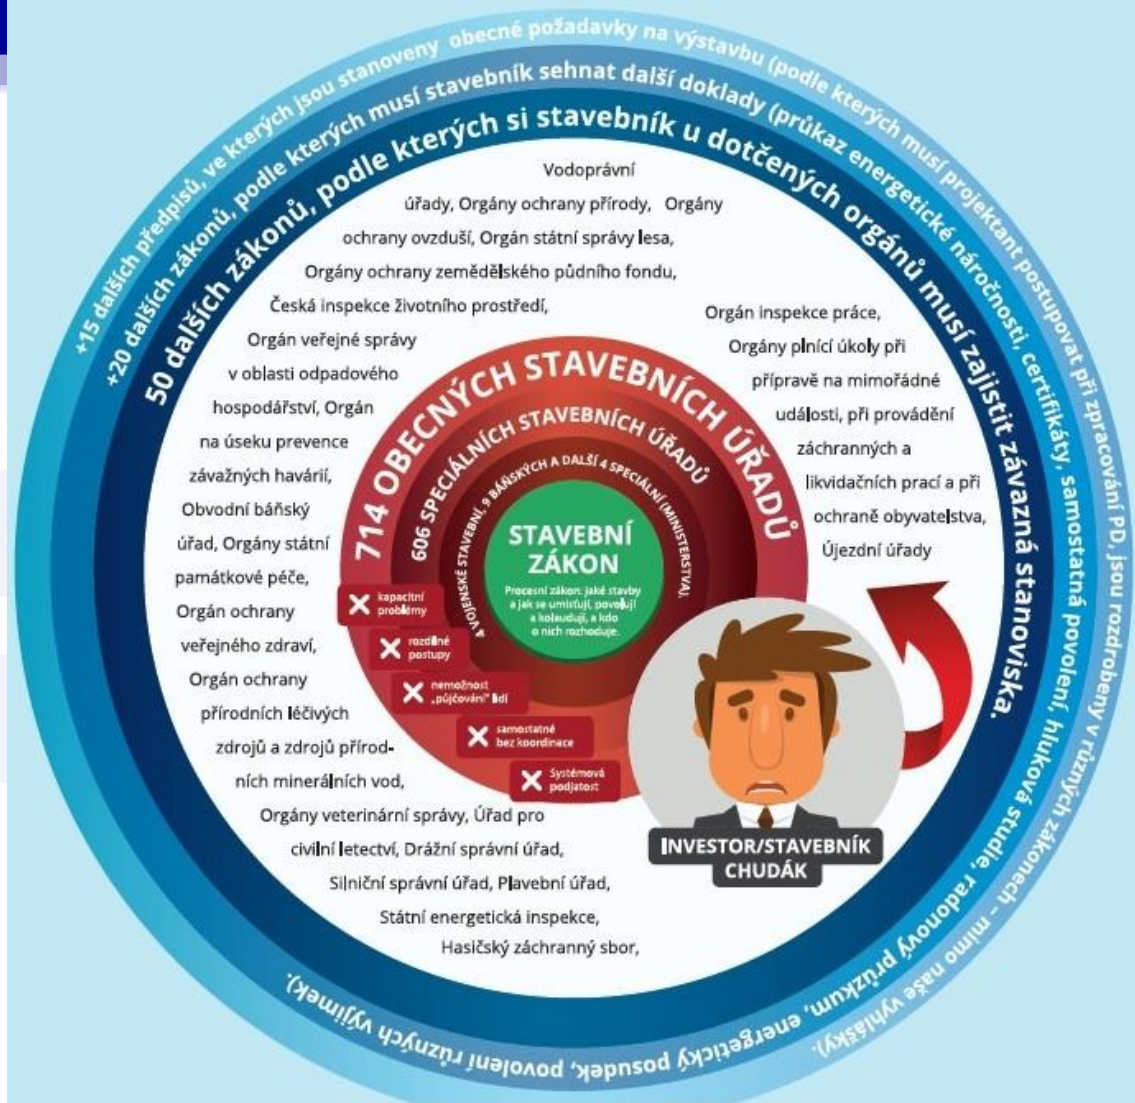 +15 dalších předpisů, ve kterých jsou stanoveny obecné požadavky na výstavbu (podle kterých musí projektant postupovat při zpracování PD, jsou rozdrobeny v různých zákonech - mimo naše vyhlášky).
+20 dalších zákonů, podle kterých musí stavebník sehnat další doklady (průkaz energetické náročnosti, certifikáty, samostatná povolení, hluková studie, radonový průzkum, energetický posudek, povolení různých výjimek).
50 dalších zákonů, podle kterých si stavebník u dotčených orgánů musí zajistit závazná stanoviska.
Vodoprávní
úřady, Orgány ochrany přírody, Orgány
ochrany ovzduší, Orgán státní správy lesa,
Orgány ochrany zemědělského půdního fondu,
Česká inspekce životního prostředí,
Orgán veřejné správy
v oblasti odpadového
hospodářství, Orgán
na úseku prevence
závažných havárií,
Obvodní báňský
úřad, Orgány státní
památkové péče,
Orgán ochrany
veřejného zdraví,
Orgán ochrany
přírodních léčivých
zdrojů a zdrojů přírod-
ních minerálních vod,
Orgány veterinární správy, Úřad pro
civilní letectví, Drážní správní úřad,
Silniční správní úřad, Plavební úřad,
Státní energetická inspekce,
Hasičský záchranný sbor,
Orgán inspekce práce,
Orgány plnící úkoly při
přípravě na mimořádné
události, při provádění
záchranných a
likvidačních prací a při
ochraně obyvatelstva,
Újezdní úřady
714 OBECNÝCH STAVEBNÍCH ÚŘADŮ
606 SPECIÁLNÍCH STAVEBNÍCH ÚŘADŮ
4 VOJENSKÉ STAVEBNÍ, 9 BÁŇSKÝCH A DALŠÍ 4 SPECIÁLNÍ (MINISTERSTVA),
STAVEBNÍ
ZÁKON
Procesní zákon: jaké stavby
a jak se umisťují, povolují
a kolaudují, a kdo
o nich rozhoduje.
kapacitní
problémy
rozdílné
postupy
nemožnost
„půjčování" lidí
samostatné
bez koordinace
Systémová
podjatost
INVESTOR/STAVEBNÍK
CHUDÁK